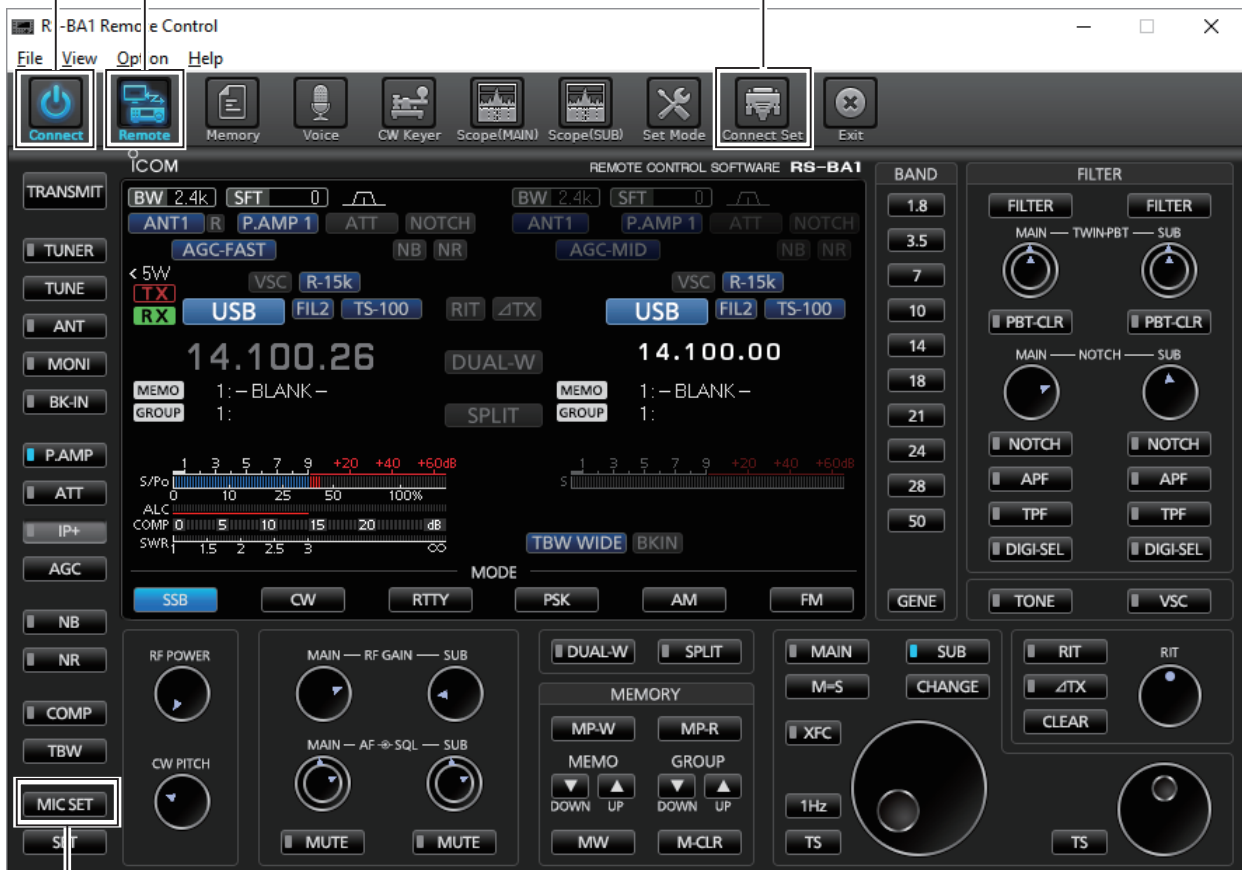 RS-BA1 Remote Control
File View Option Help
Connect Remote Memory Voice CW Keyer Scope(MAIN) Scope(SUB) Set Mode Connect Set Exit
ICOM REMOTE CONTROL SOFTWARE RS-BA1
TRANSMIT
TUNER
TUNE
ANT
MONI
BK-IN
P.AMP
ATT
IP+
AGC
NB
NR
COMP
TBW
MIC SET
SET
BW 2.4k SFT 0 BW 2.4k SFT 0
ANT1 R P.AMP 1 ATT NOTCH ANT1 P.AMP 1 ATT NOTCH
AGC-FAST NB NR AGC-MID NB NR
< 5W VSC R-15k VSC R-15k
TX
RX USB FIL2 TS-100 RIT ⊿TX USB FIL2 TS-100
14.100.26 DUAL-W 14.100.00
MEMO 1: – BLANK – MEMO 1: – BLANK –
GROUP 1: SPLIT GROUP 1:
1 3 5 7 9 +20 +40 +60dB 1 3 5 7 9 +20 +40 +60dB
S/Po S
0 10 25 50 100%
ALC
COMP 0 5 10 15 20 dB
SWR 1 1.5 2 2.5 3 ∞ TBW WIDE BKIN
MODE
SSB CW RTTY PSK AM FM
BAND
1.8
3.5
7
10
14
18
21
24
28
50
GENE
FILTER
FILTER FILTER
MAIN — TWIN-PBT — SUB
PBT-CLR PBT-CLR
MAIN — NOTCH — SUB
NOTCH NOTCH
APF APF
TPF TPF
DIGI-SEL DIGI-SEL
TONE VSC
RF POWER
CW PITCH
MAIN — RF GAIN — SUB
MAIN — AF SQL — SUB
MUTE MUTE
DUAL-W SPLIT
MEMORY
MP-W MP-R
MEMO GROUP
▼ ▲ ▼ ▲
DOWN UP DOWN UP
MW M-CLR
MAIN SUB
M=S CHANGE
XFC
1Hz
TS
RIT RIT
⊿TX
CLEAR
TS